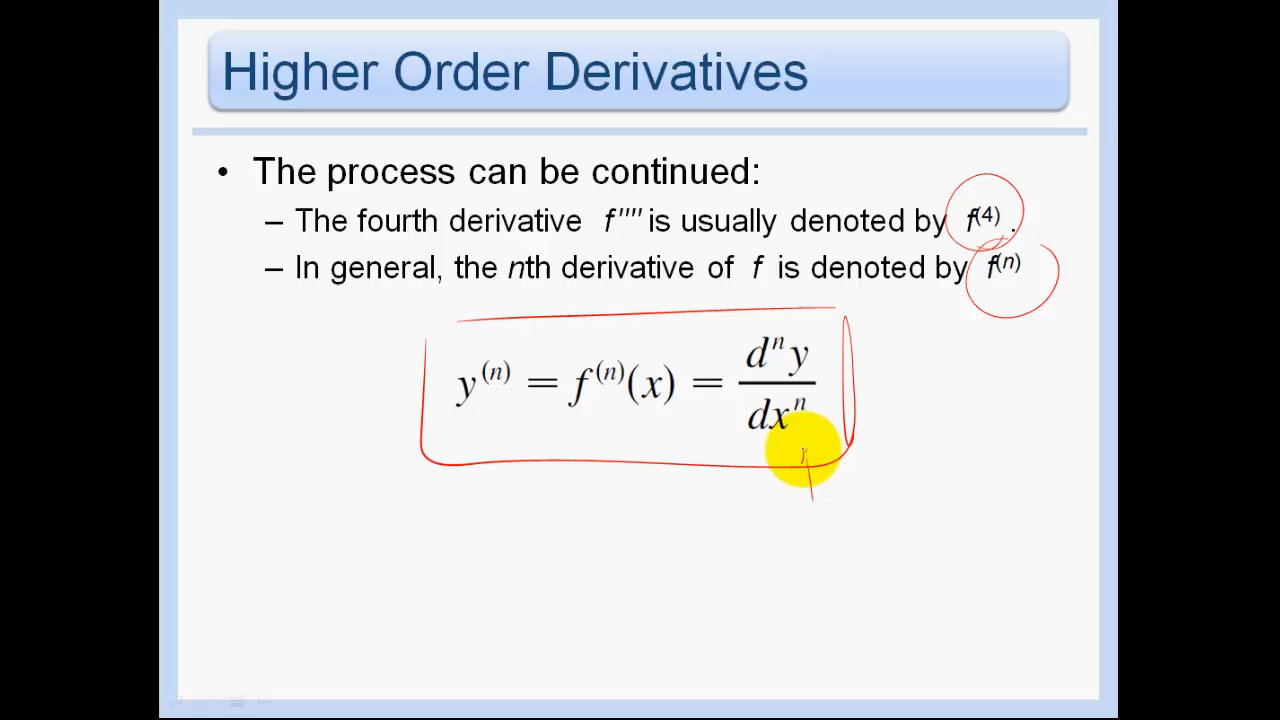 Higher Order Derivatives
• The process can be continued:
– The fourth derivative f'''' is usually denoted by f⁽⁴⁾ .
– In general, the nth derivative of f is denoted by f⁽ⁿ⁾
y⁽ⁿ⁾ = f⁽ⁿ⁾(x) = dⁿy/dxⁿ